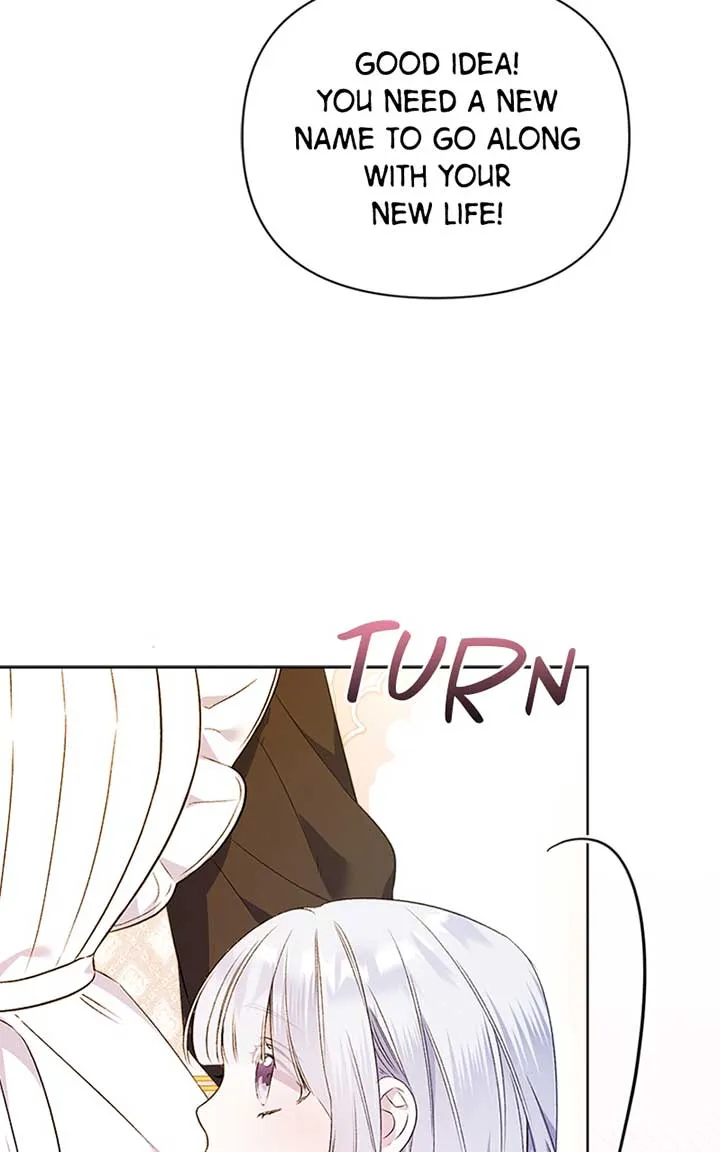 GOOD IDEA!
YOU NEED A NEW
NAME TO GO ALONG
WITH YOUR
NEW LIFE!
TURN